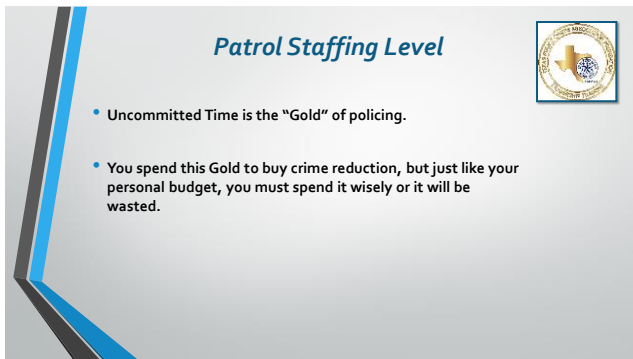 Patrol Staffing Level
• Uncommitted Time is the “Gold” of policing.
• You spend this Gold to buy crime reduction, but just like your
personal budget, you must spend it wisely or it will be
wasted.